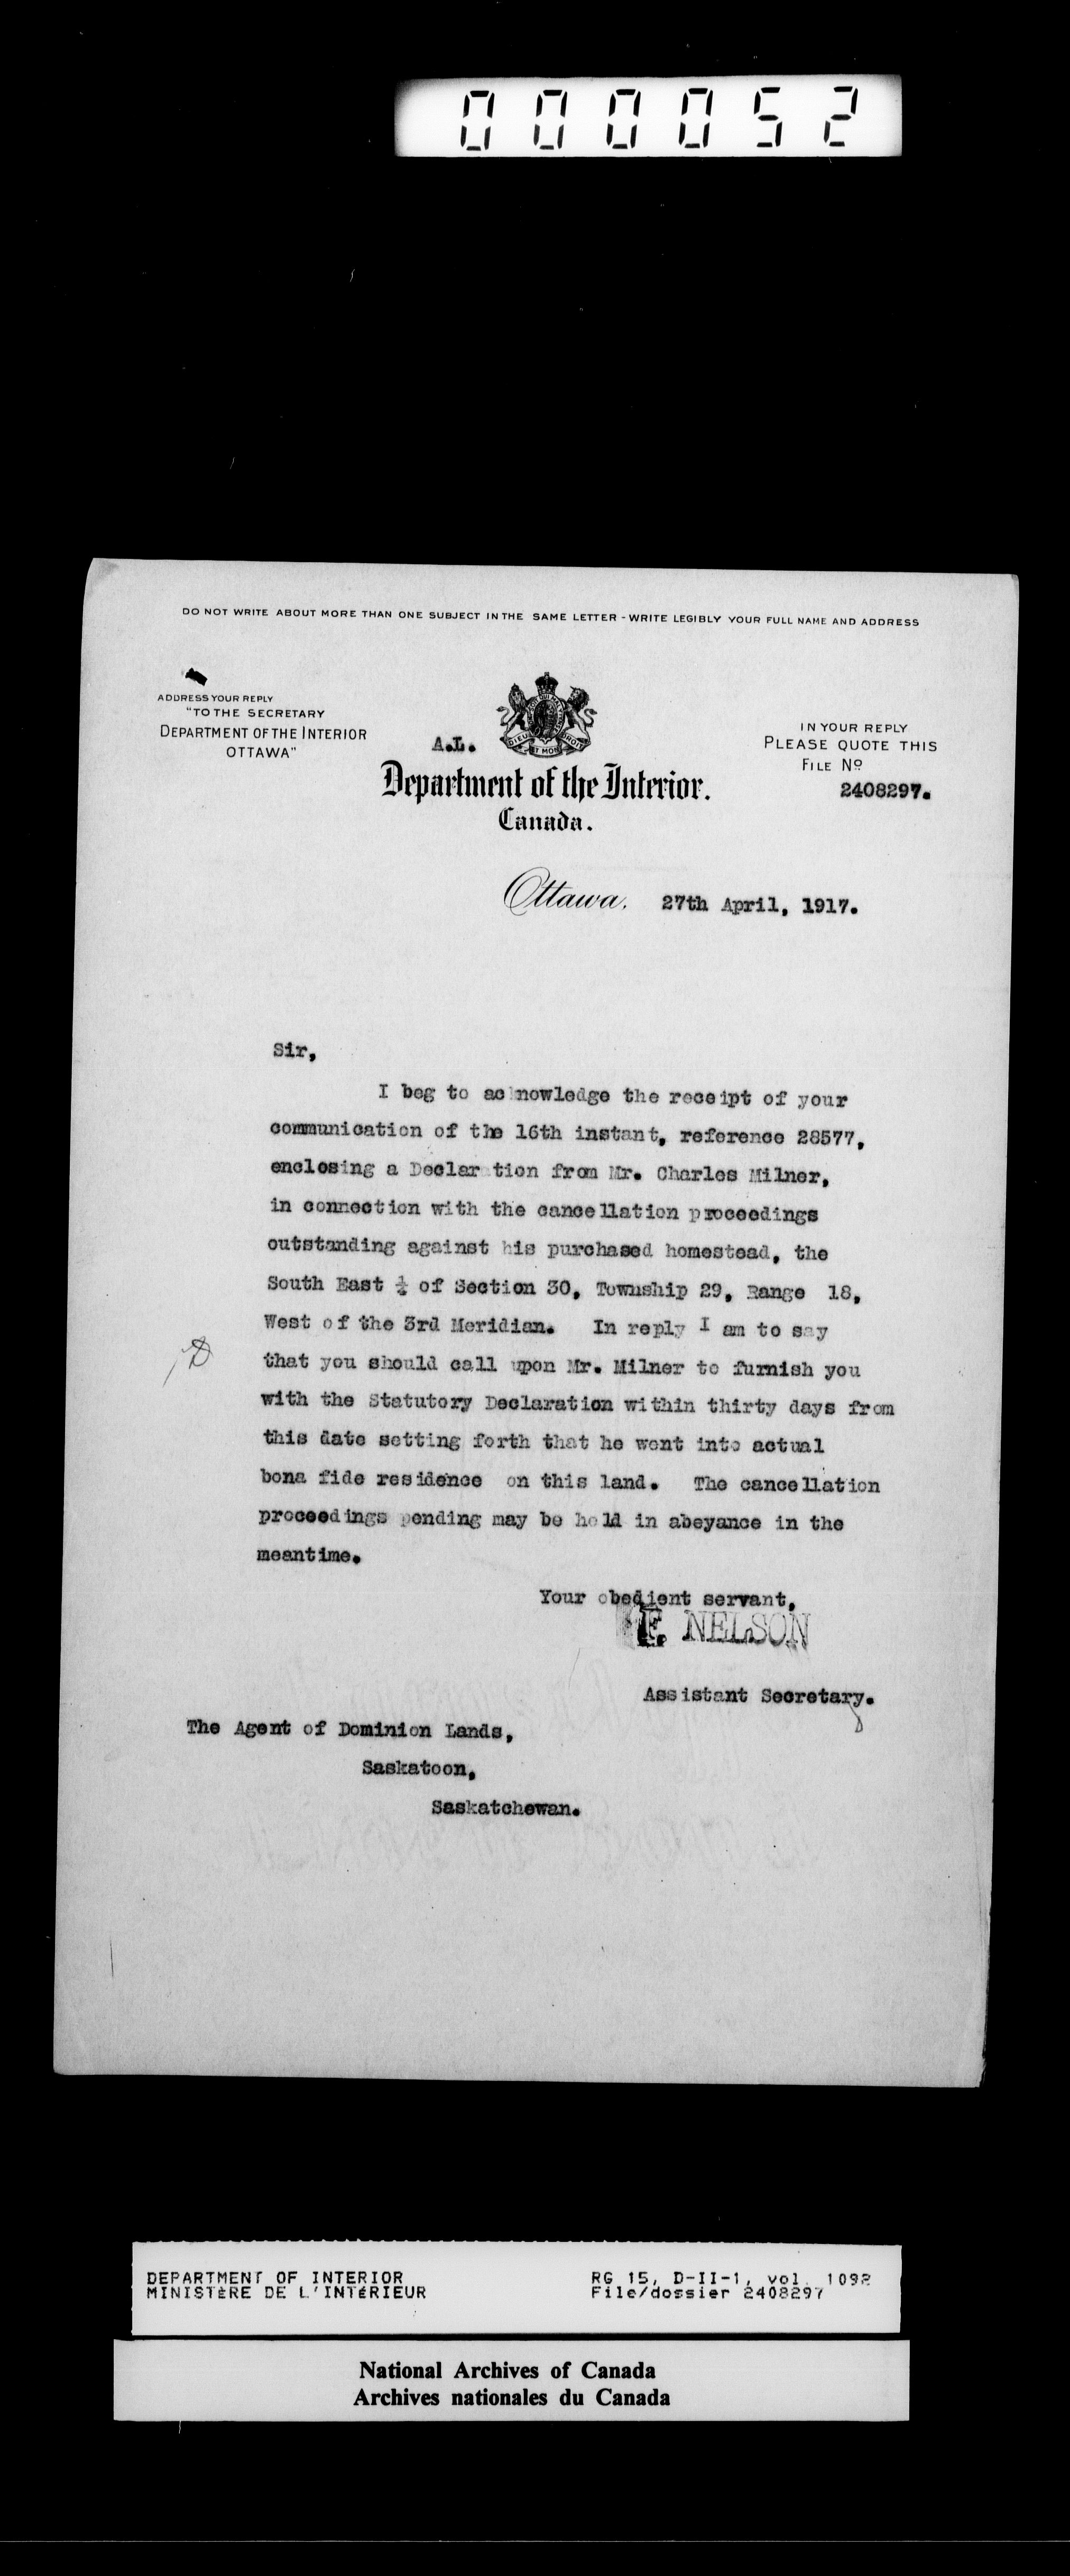 000052
DO NOT WRITE ABOUT MORE THAN ONE SUBJECT IN THE SAME LETTER - WRITE LEGIBLY YOUR FULL NAME AND ADDRESS
ADDRESS YOUR REPLY
"TO THE SECRETARY
DEPARTMENT OF THE INTERIOR
OTTAWA"
A.L.
DIEU ET MON DROIT
IN YOUR REPLY
PLEASE QUOTE THIS
FILE No
2408297.
Department of the Interior.
Canada.
Ottawa. 27th April, 1917.
Sir,
I beg to acknowledge the receipt of your
communication of the 16th instant, reference 28577,
enclosing a Declaration from Mr. Charles Milner,
in connection with the cancellation proceedings
outstanding against his purchased homestead, the
South East ¼ of Section 30, Township 29, Range 18,
West of the 3rd Meridian. In reply I am to say
that you should call upon Mr. Milner to furnish you
with the Statutory Declaration within thirty days from
this date setting forth that he went into actual
bona fide residence on this land. The cancellation
proceedings pending may be held in abeyance in the
meantime.
Your obedient servant,
F. NELSON
Assistant Secretary.
The Agent of Dominion Lands,
Saskatoon,
Saskatchewan.
DEPARTMENT OF INTERIOR
MINISTÈRE DE L'INTÉRIEUR
RG 15, D-II-1, vol. 1092
File/dossier 2408297
National Archives of Canada
Archives nationales du Canada